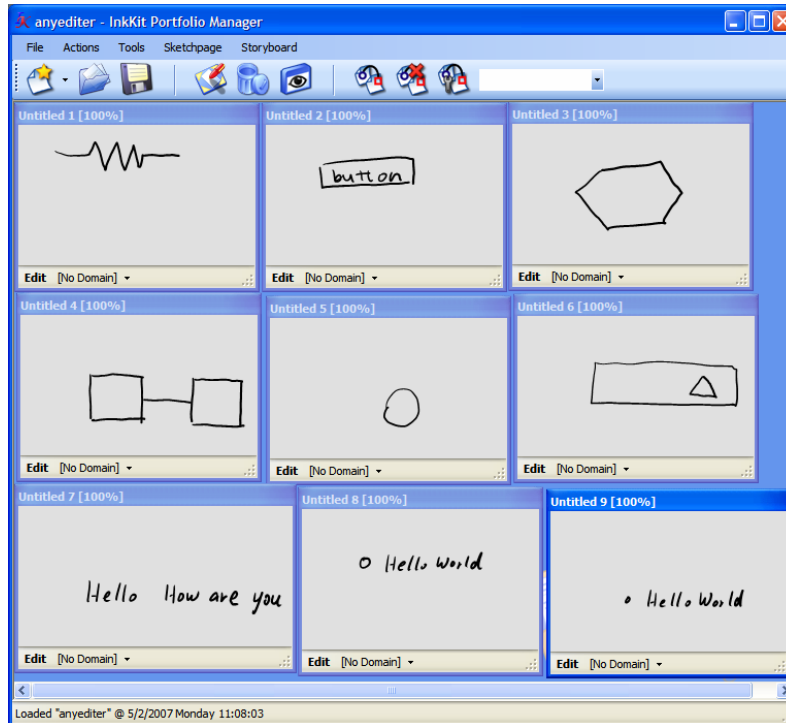 anyediter - InkKit Portfolio Manager
File Actions Tools Sketchpage Storyboard
Untitled 1 [100%]
Edit [No Domain]
Untitled 2 [100%]
button
Edit [No Domain]
Untitled 3 [100%]
Edit [No Domain]
Untitled 4 [100%]
Edit [No Domain]
Untitled 5 [100%]
Edit [No Domain]
Untitled 6 [100%]
Edit [No Domain]
Untitled 7 [100%]
Hello How are you
Edit [No Domain]
Untitled 8 [100%]
Hello World
Edit [No Domain]
Untitled 9 [100%]
Hello World
Edit [No Domain]
Loaded "anyediter" @ 5/2/2007 Monday 11:08:03